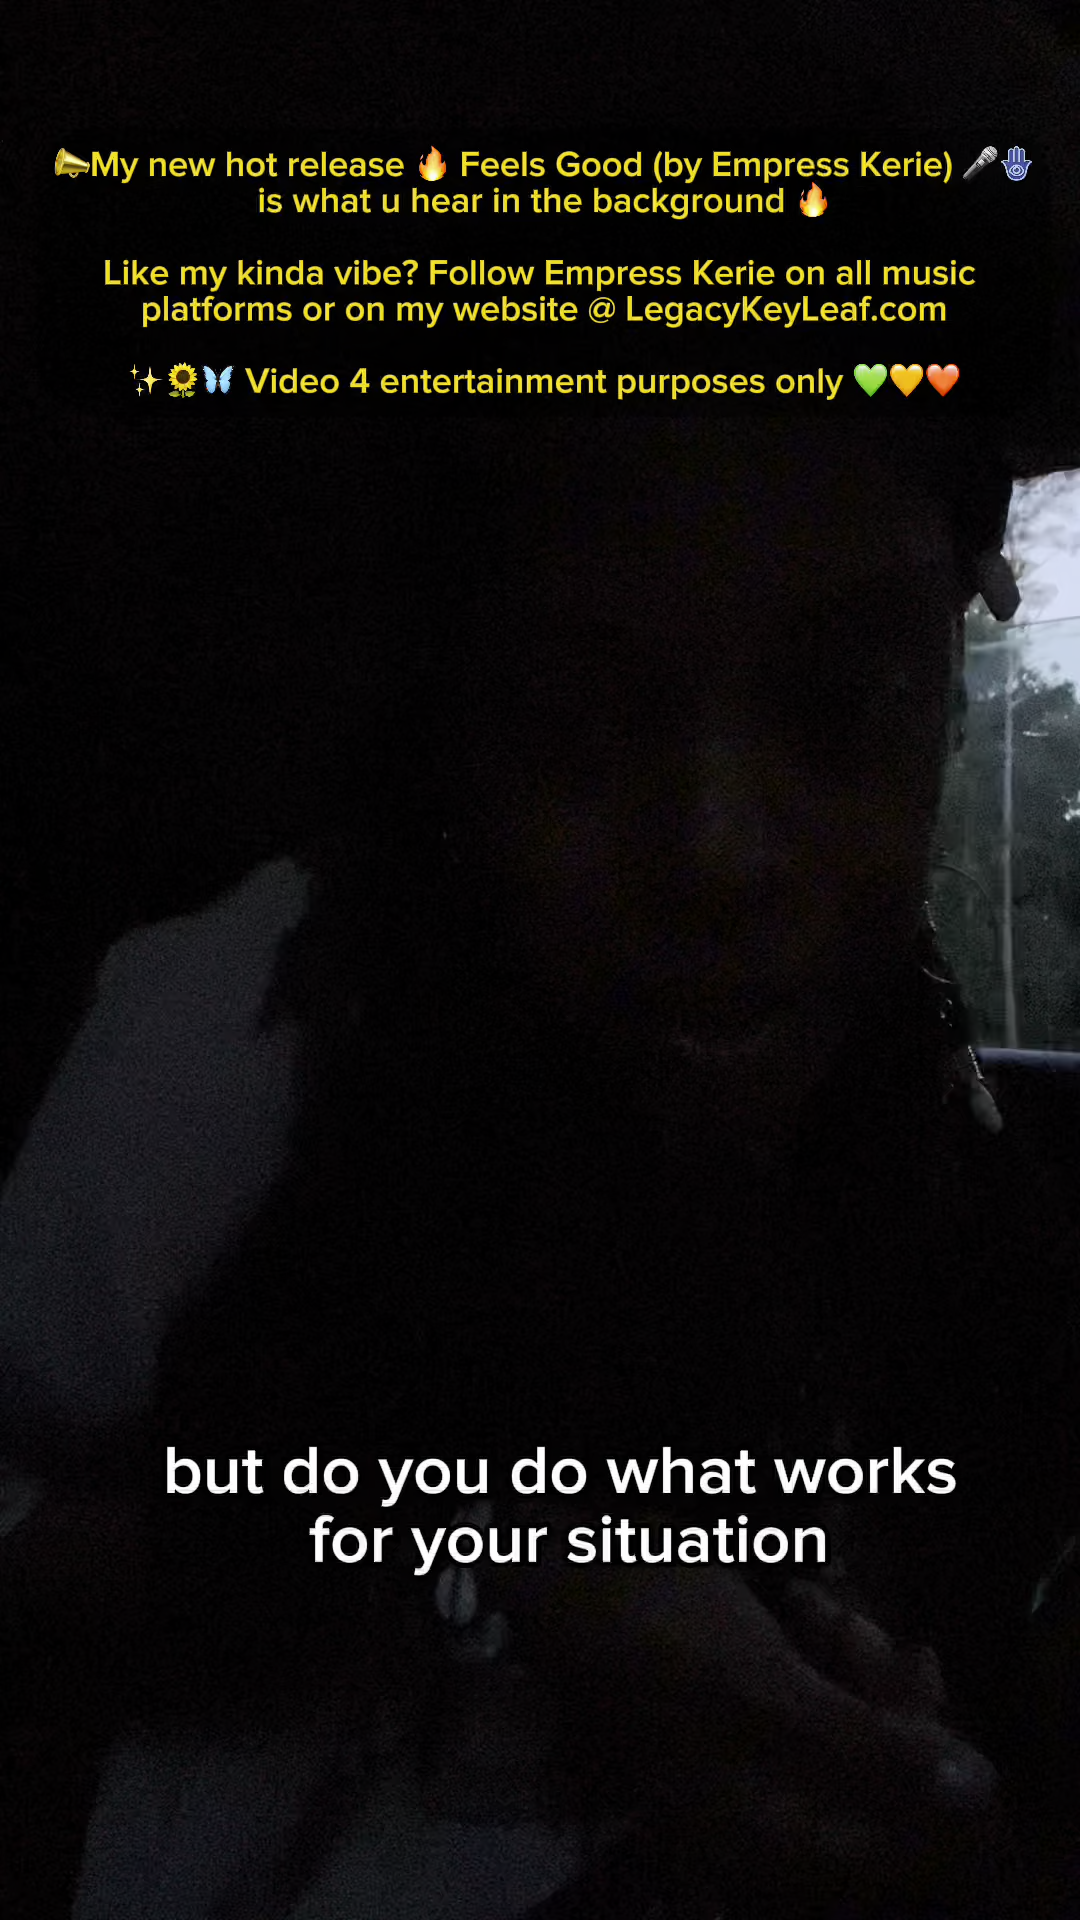 📣My new hot release 🔥 Feels Good (by Empress Kerie) 🎤🪬
is what u hear in the background 🔥
Like my kinda vibe? Follow Empress Kerie on all music
platforms or on my website @ LegacyKeyLeaf.com
✨🌻🦋 Video 4 entertainment purposes only 💚💛🧡
but do you do what works
for your situation